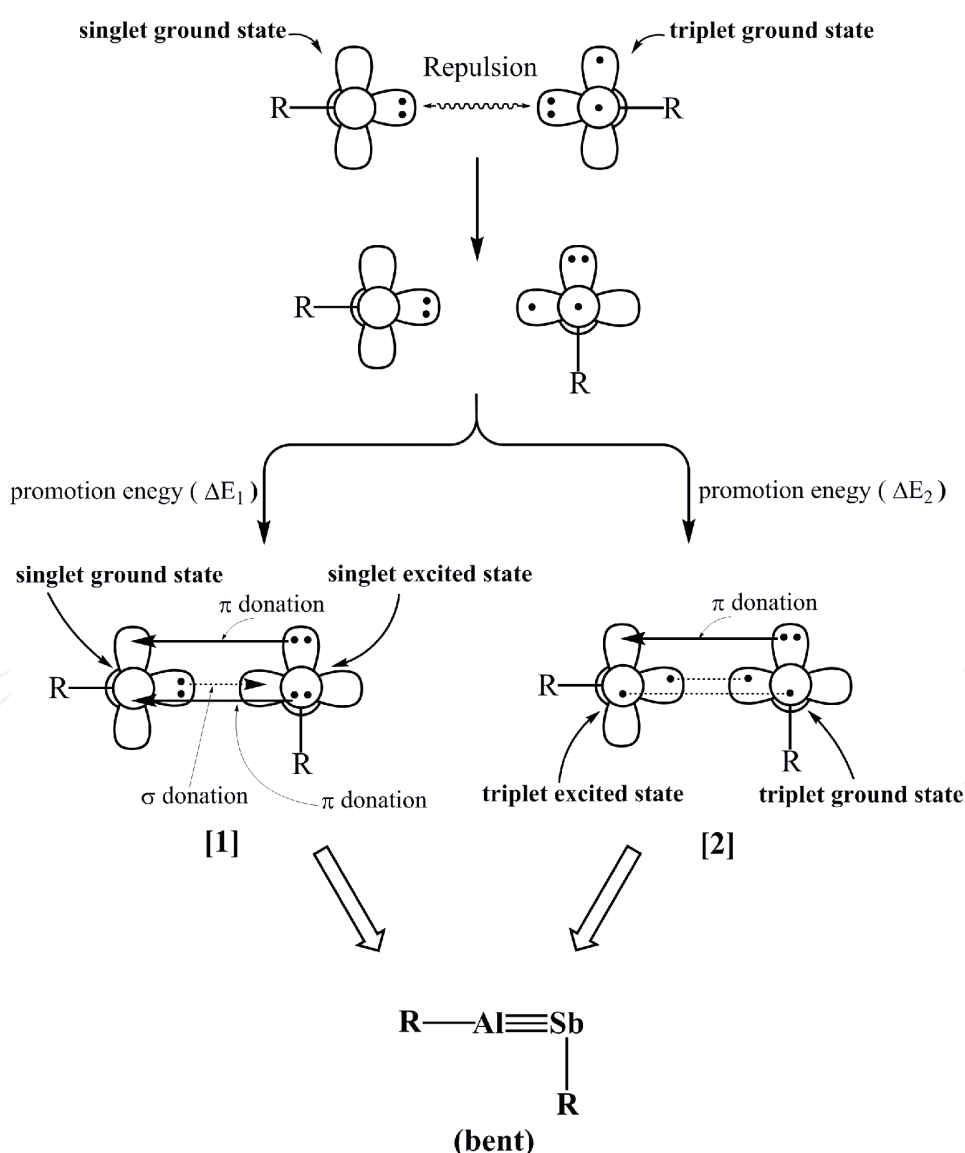 singlet ground state
triplet ground state
Repulsion
R
R
R
R
promotion enegy ( ΔE₁ )
promotion enegy ( ΔE₂ )
singlet ground state
singlet excited state
π donation
π donation
R
R
R
R
σ donation
π donation
triplet excited state
triplet ground state
[1]
[2]
R—Al≡Sb
R
(bent)